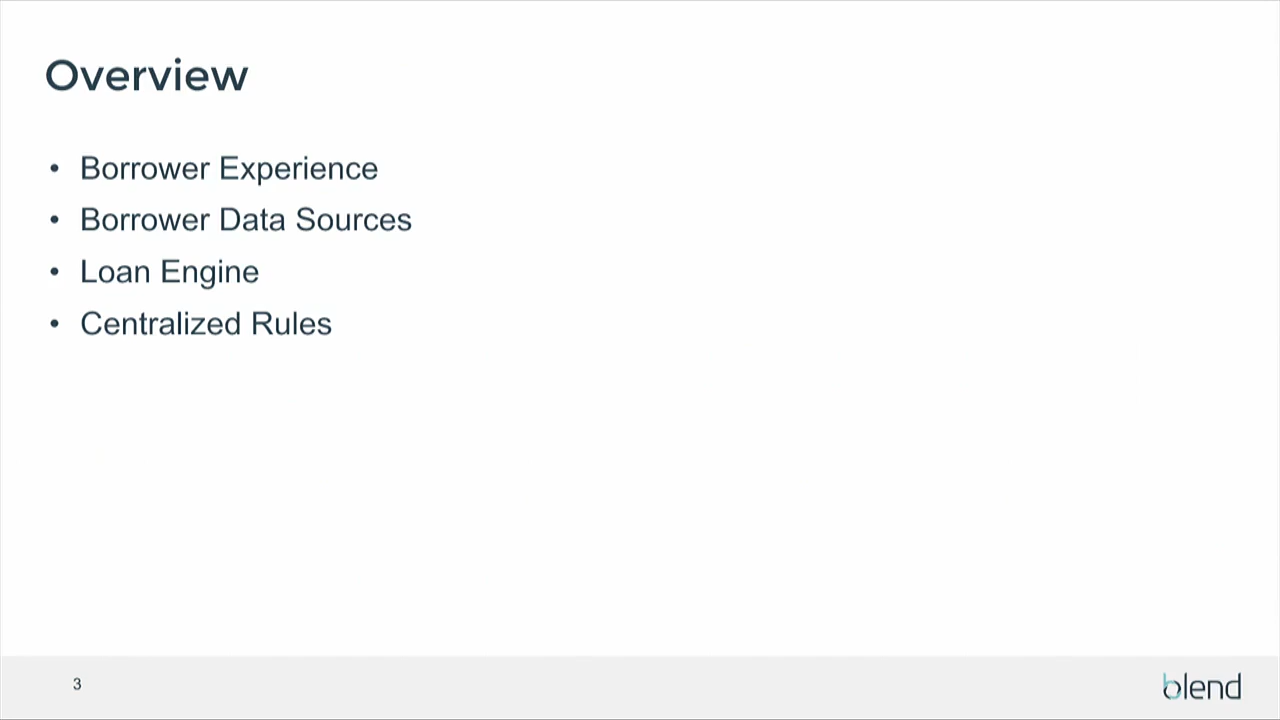 Overview
• Borrower Experience
• Borrower Data Sources
• Loan Engine
• Centralized Rules
3
blend